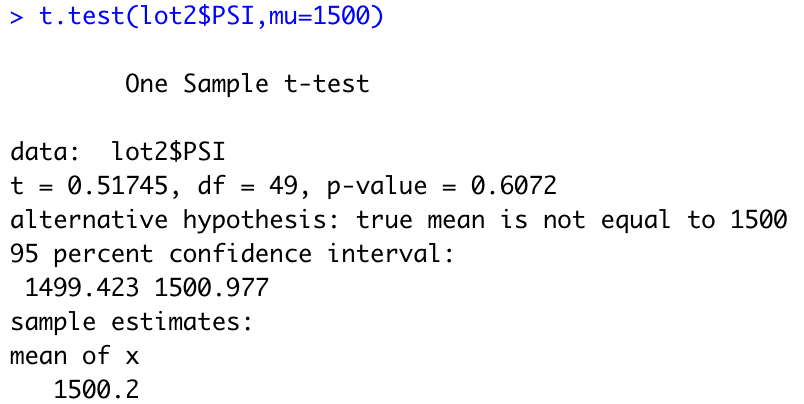 > t.test(lot2$PSI,mu=1500)
One Sample t-test
data:  lot2$PSI
t = 0.51745, df = 49, p-value = 0.6072
alternative hypothesis: true mean is not equal to 1500
95 percent confidence interval:
1499.423 1500.977
sample estimates:
mean of x
1500.2